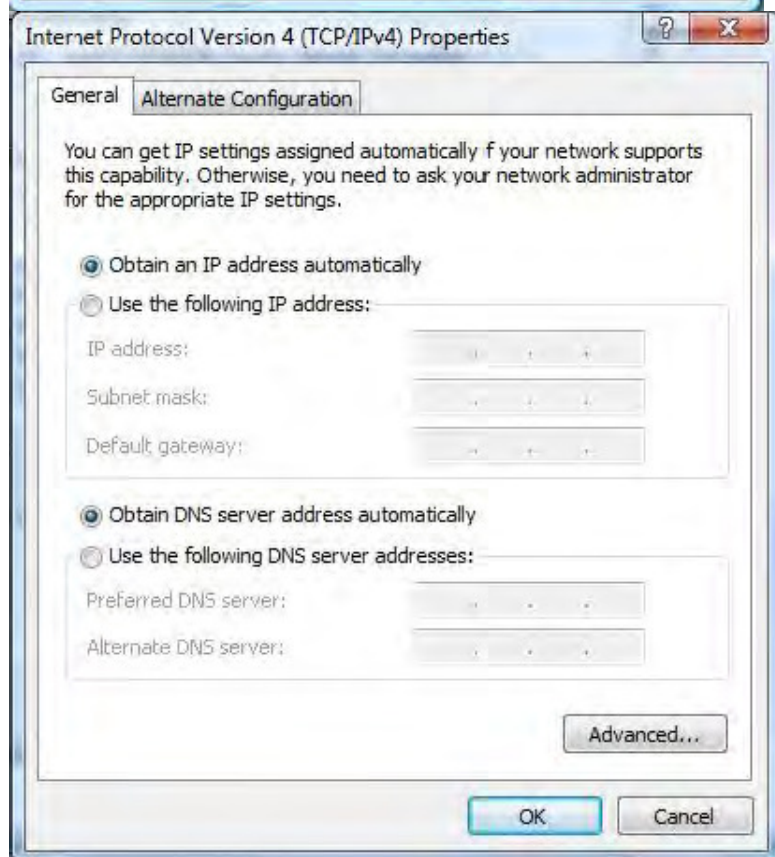 Internet Protocol Version 4 (TCP/IPv4) Properties
General
Alternate Configuration
You can get IP settings assigned automatically f your network supports
this capability. Otherwise, you need to ask your network administrator
for the appropriate IP settings.
Obtain an IP address automatically
Use the following IP address:
IP address:
Subnet mask:
Default gateway:
Obtain DNS server address automatically
Use the following DNS server addresses:
Preferred DNS server:
Alternate DNS server:
Advanced...
OK
Cancel